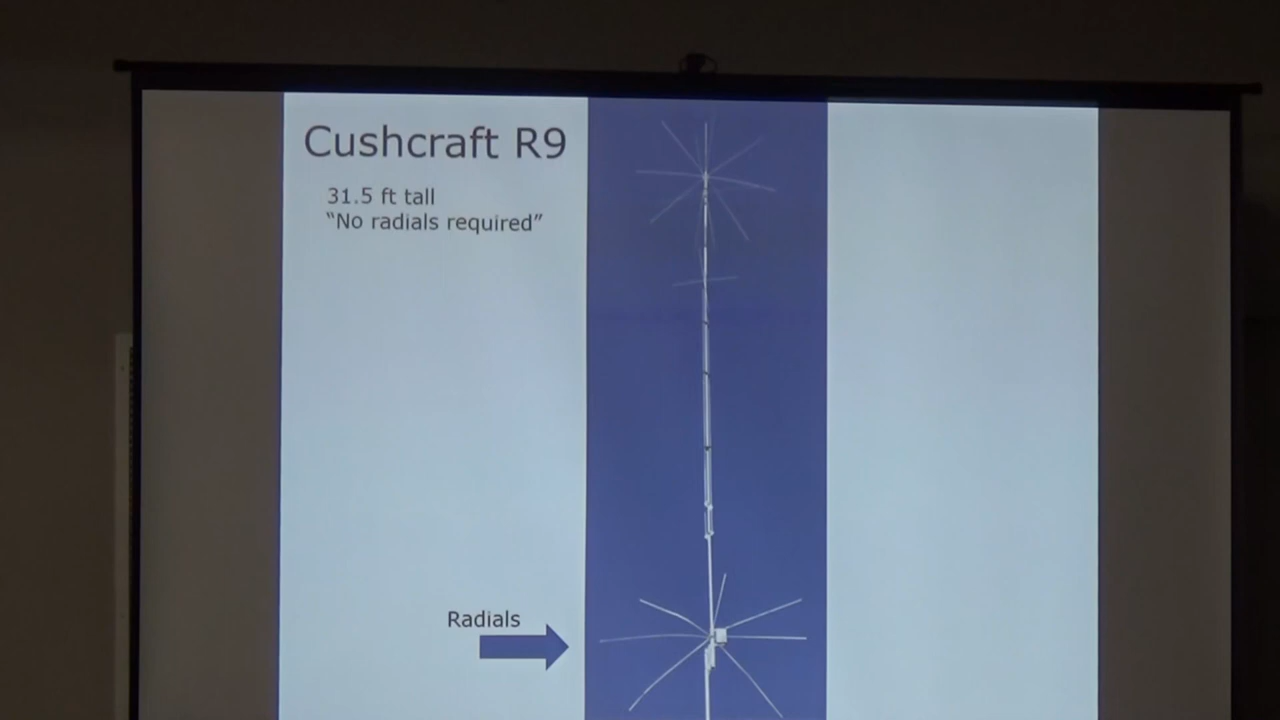 Cushcraft R9
31.5 ft tall
“No radials required”
Radials